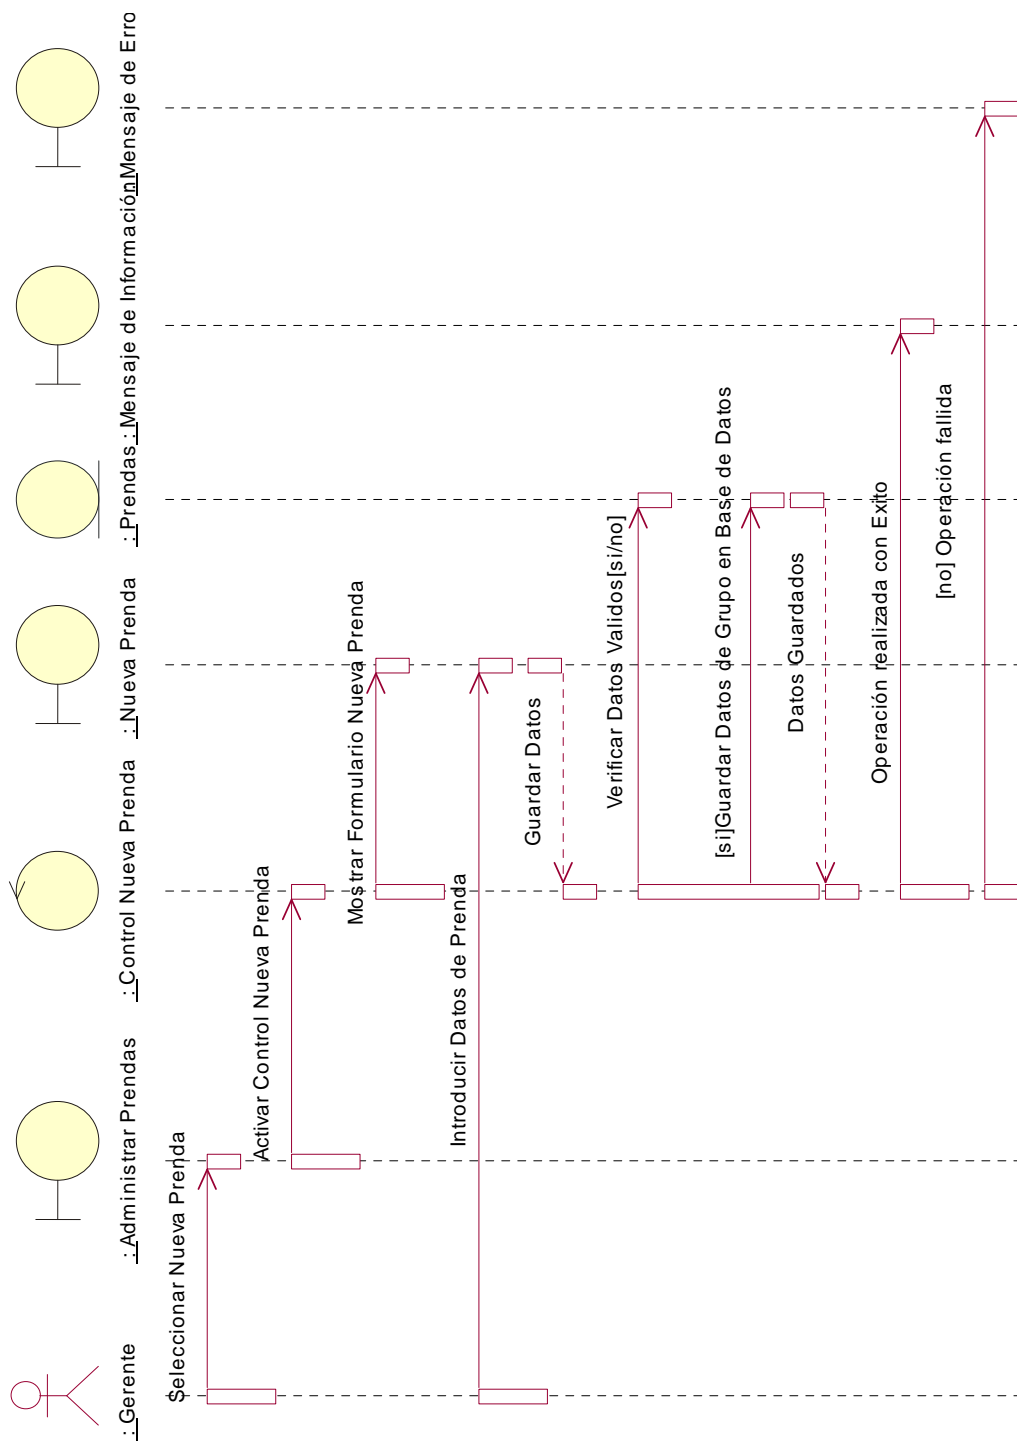 : Gerente
: Administrar Prendas
: Control Nueva Prenda
: Nueva Prenda
: Prendas
: Mensaje de Información
: Mensaje de Erro
Seleccionar Nueva Prenda
Activar Control Nueva Prenda
Mostrar Formulario Nueva Prenda
Introducir Datos de Prenda
Guardar Datos
Verificar Datos Validos[si/no]
[si]Guardar Datos de Grupo en Base de Datos
Datos Guardados
Operación realizada con Exito
[no] Operación fallida